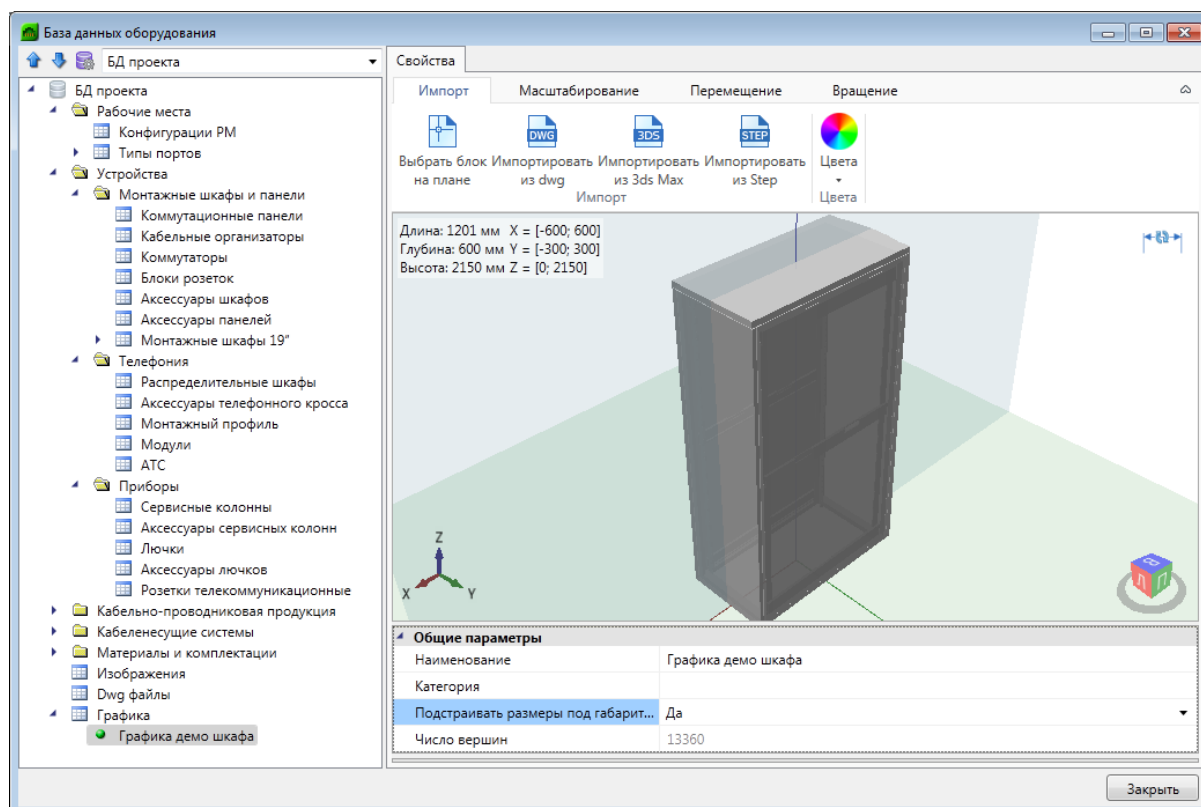 База данных оборудования
БД проекта
БД проекта
Рабочие места
Конфигурации РМ
Типы портов
Устройства
Монтажные шкафы и панели
Коммутационные панели
Кабельные организаторы
Коммутаторы
Блоки розеток
Аксессуары шкафов
Аксессуары панелей
Монтажные шкафы 19"
Телефония
Распределительные шкафы
Аксессуары телефонного кросса
Монтажный профиль
Модули
АТС
Приборы
Сервисные колонны
Аксессуары сервисных колонн
Лючки
Аксессуары лючков
Розетки телекоммуникационные
Кабельно-проводниковая продукция
Кабеленесущие системы
Материалы и комплектации
Изображения
Dwg файлы
Графика
Графика демо шкафа
Свойства
Импорт Масштабирование Перемещение Вращение
DWG 3DS STEP
Выбрать блок Импортировать Импортировать Импортировать Цвета
на плане из dwg из 3ds Max из Step
Импорт Цвета
Длина: 1201 мм X = [-600; 600]
Глубина: 600 мм Y = [-300; 300]
Высота: 2150 мм Z = [0; 2150]
Z
X Y
В
Л П
Общие параметры
Наименование Графика демо шкафа
Категория
Подстраивать размеры под габарит... Да
Число вершин 13360
Закрыть